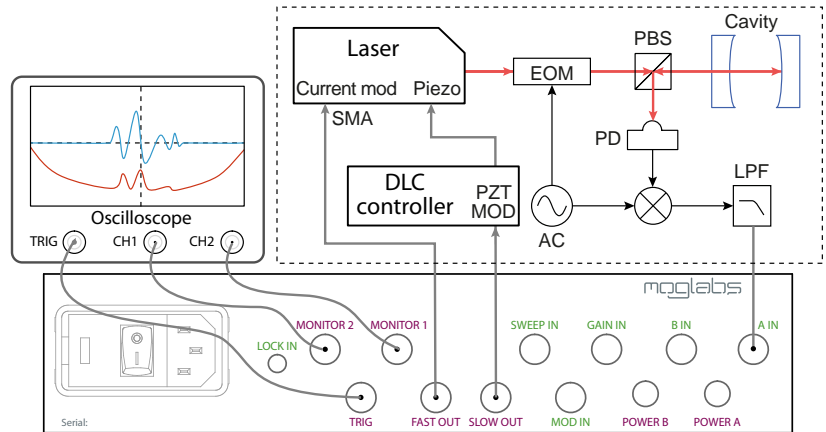 Cavity
PBS
Laser
EOM
Current mod
Piezo
SMA
PD
LPF
DLC
controller
PZT
MOD
AC
Oscilloscope
TRIG
CH1
CH2
moglabs
MONITOR 2
MONITOR 1
SWEEP IN
GAIN IN
B IN
A IN
LOCK IN
Serial:
TRIG
FAST OUT
SLOW OUT
MOD IN
POWER B
POWER A